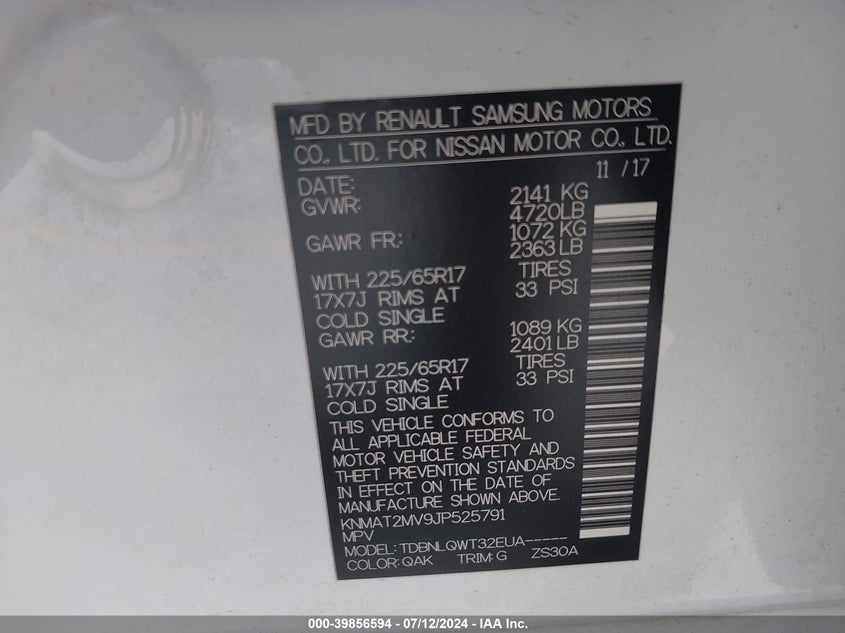 MFD BY RENAULT SAMSUNG MOTORS
CO., LTD. FOR NISSAN MOTOR CO., LTD.
DATE: 11 / 17
GVWR: 2141 KG
4720LB
GAWR FR.: 1072 KG
2363 LB
WITH 225/65R17 TIRES
17X7J RIMS AT 33 PSI
COLD SINGLE
GAWR RR.: 1089 KG
2401 LB
WITH 225/65R17 TIRES
17X7J RIMS AT 33 PSI
COLD SINGLE
THIS VEHICLE CONFORMS TO
ALL APPLICABLE FEDERAL
MOTOR VEHICLE SAFETY AND
THEFT PREVENTION STANDARDS
IN EFFECT ON THE DATE OF
MANUFACTURE SHOWN ABOVE.
KNMAT2MV9JP525791
MPV
MODEL: TDBNLQWT32EUA-----
COLOR: QAK TRIM: G ZS30A
000-39856594 - 07/12/2024 - IAA Inc.